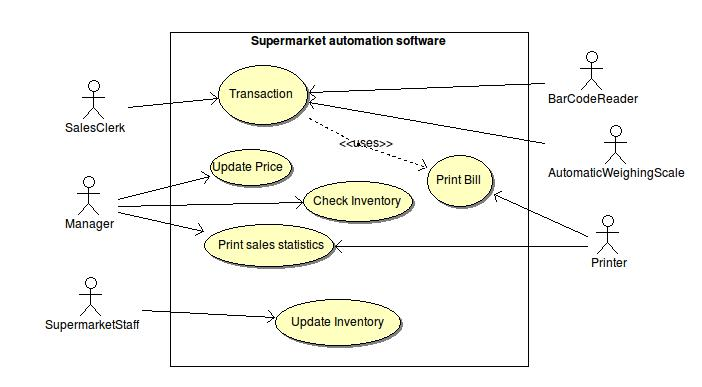 Supermarket automation software
Transaction
BarCodeReader
SalesClerk
<<uses>>
Update Price
Print Bill
AutomaticWeighingScale
Check Inventory
Manager
Print sales statistics
Printer
SupermarketStaff
Update Inventory